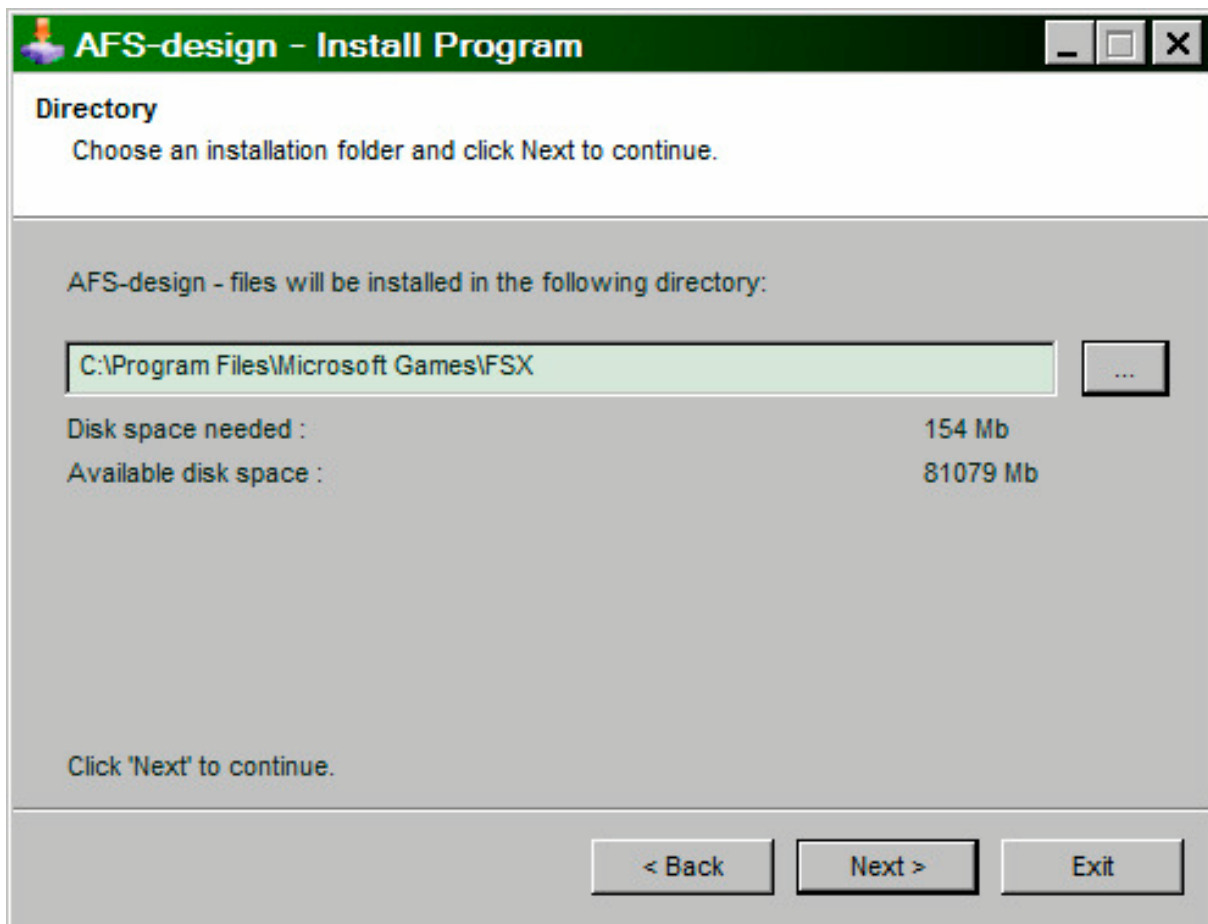 AFS-design - Install Program
Directory
Choose an installation folder and click Next to continue.
AFS-design - files will be installed in the following directory:
C:\Program Files\Microsoft Games\FSX
...
Disk space needed : 154 Mb
Available disk space : 81079 Mb
Click 'Next' to continue.
< Back Next > Exit